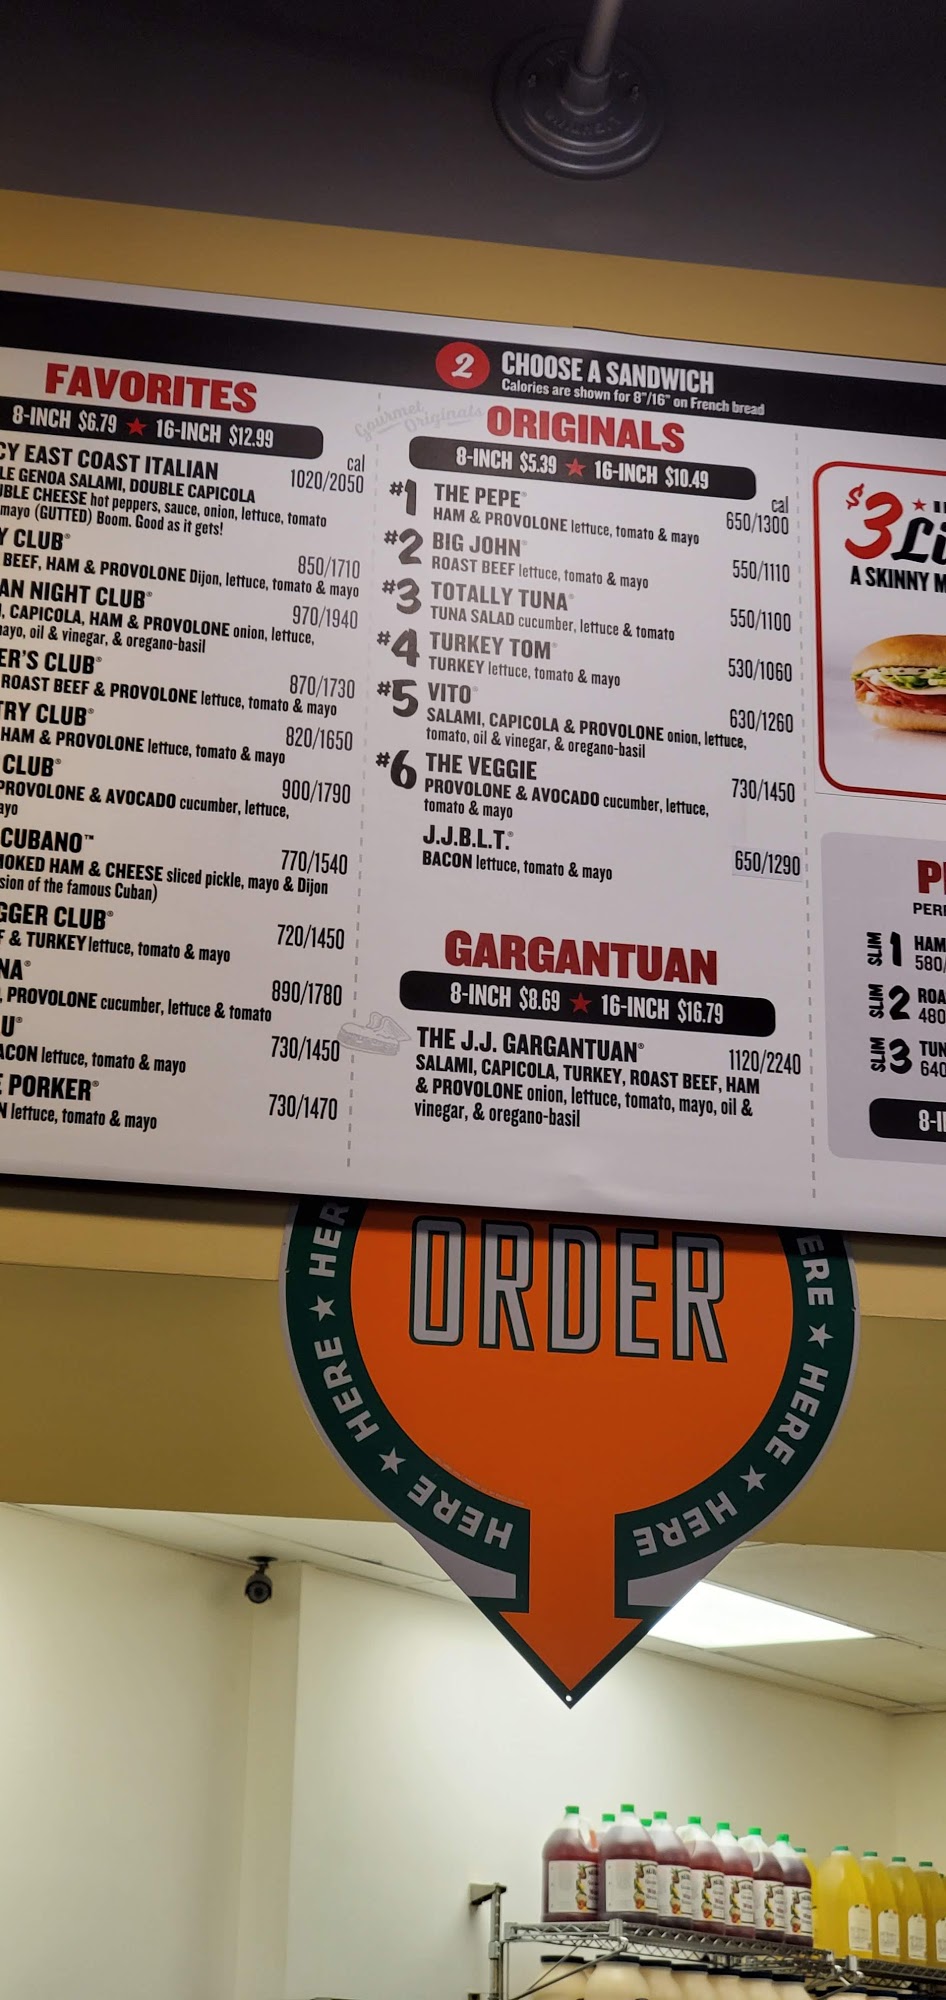 2 CHOOSE A SANDWICH
Calories are shown for 8"/16" on French bread
FAVORITES
8-INCH $6.79 ★ 16-INCH $12.99
cal
CY EAST COAST ITALIAN 1020/2050
LE GENOA SALAMI, DOUBLE CAPICOLA
UBLE CHEESE hot peppers, sauce, onion, lettuce, tomato
mayo (GUTTED) Boom. Good as it gets!
Y CLUB® 850/1710
BEEF, HAM & PROVOLONE Dijon, lettuce, tomato & mayo
AN NIGHT CLUB® 970/1940
, CAPICOLA, HAM & PROVOLONE onion, lettuce,
ayo, oil & vinegar, & oregano-basil
ER'S CLUB® 870/1730
ROAST BEEF & PROVOLONE lettuce, tomato & mayo
TRY CLUB® 820/1650
HAM & PROVOLONE lettuce, tomato & mayo
CLUB® 900/1790
PROVOLONE & AVOCADO cucumber, lettuce,
ayo
CUBANO™ 770/1540
MOKED HAM & CHEESE sliced pickle, mayo & Dijon
sion of the famous Cuban)
GGER CLUB® 720/1450
F & TURKEY lettuce, tomato & mayo
NA® 890/1780
, PROVOLONE cucumber, lettuce & tomato
U® 730/1450
ACON lettuce, tomato & mayo
E PORKER® 730/1470
N lettuce, tomato & mayo
Gourmet
Originals
ORIGINALS
8-INCH $5.39 ★ 16-INCH $10.49
cal
#1 THE PEPE® 650/1300
HAM & PROVOLONE lettuce, tomato & mayo
#2 BIG JOHN® 550/1110
ROAST BEEF lettuce, tomato & mayo
#3 TOTALLY TUNA® 550/1100
TUNA SALAD cucumber, lettuce & tomato
#4 TURKEY TOM® 530/1060
TURKEY lettuce, tomato & mayo
#5 VITO® 630/1260
SALAMI, CAPICOLA & PROVOLONE onion, lettuce,
tomato, oil & vinegar, & oregano-basil
#6 THE VEGGIE 730/1450
PROVOLONE & AVOCADO cucumber, lettuce,
tomato & mayo
J.J.B.L.T.® 650/1290
BACON lettuce, tomato & mayo
GARGANTUAN
8-INCH $8.69 ★ 16-INCH $16.79
THE J.J. GARGANTUAN® 1120/2240
SALAMI, CAPICOLA, TURKEY, ROAST BEEF, HAM
& PROVOLONE onion, lettuce, tomato, mayo, oil &
vinegar, & oregano-basil
$3 Li
A SKINNY M
PERF
SLIM 1 HAM
580/
SLIM 2 ROA
480
SLIM 3 TUN
640
8-I
ORDER
HER ★ HERE ★ HERE
ERE ★ HERE ★ HERE